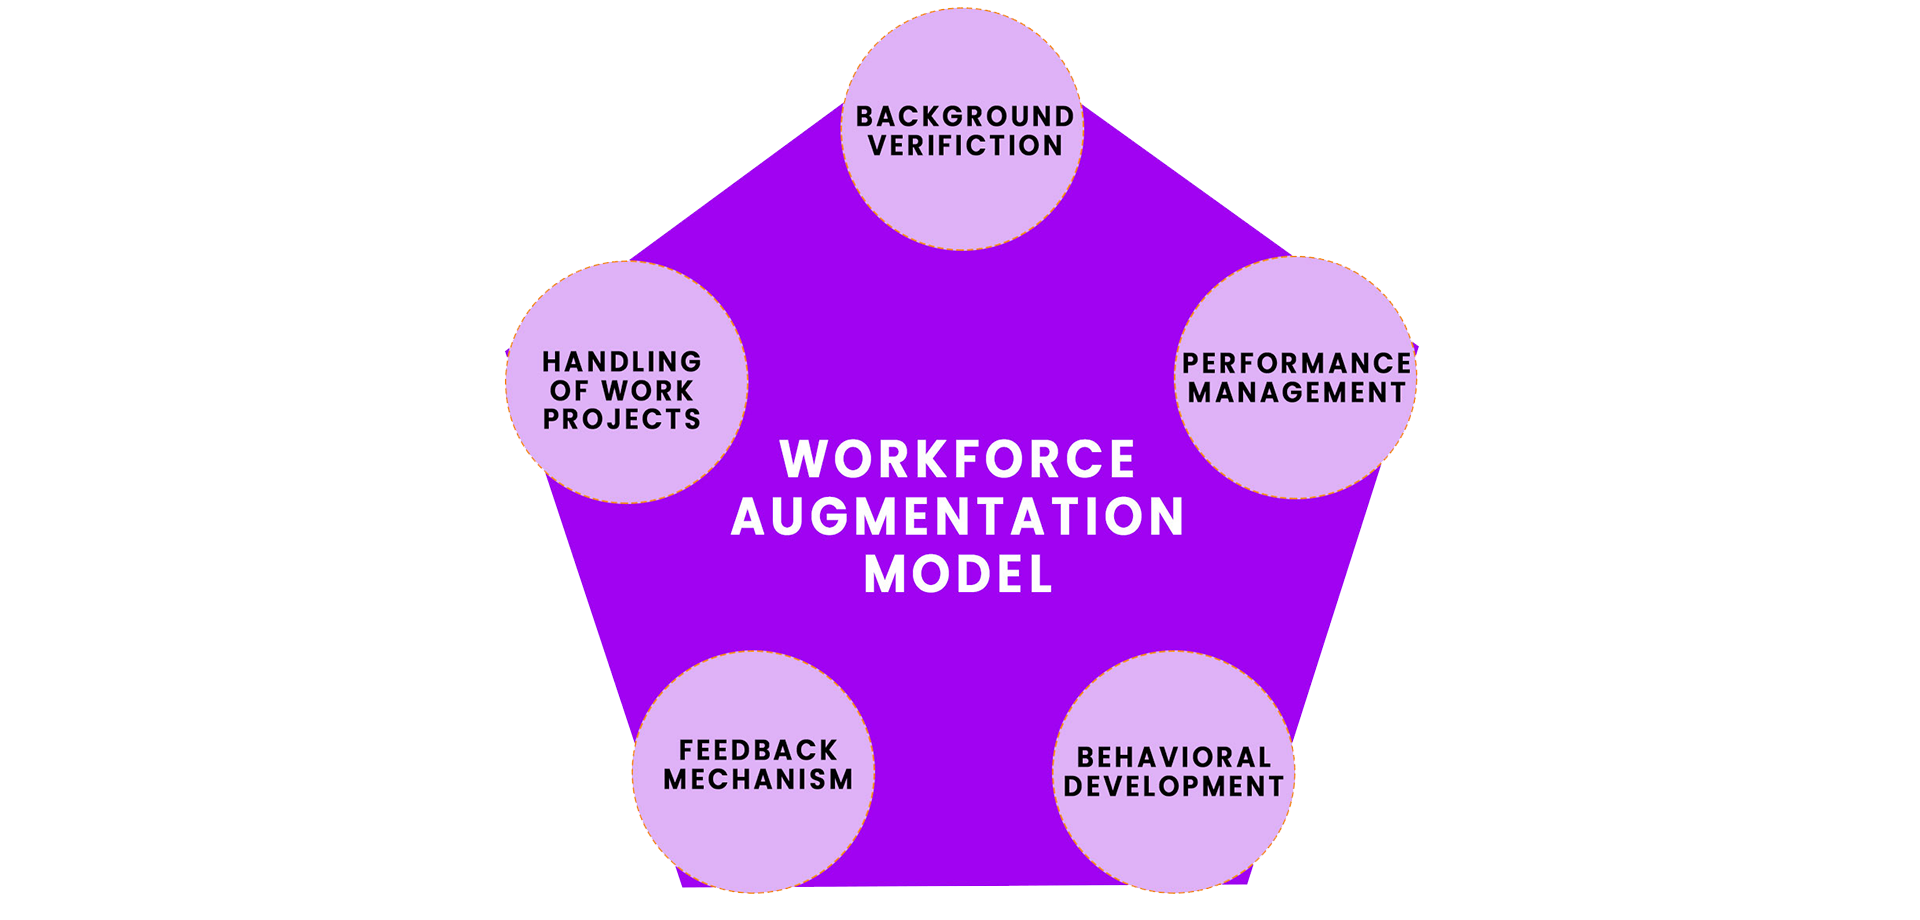 BACKGROUND
VERIFICTION
HANDLING
OF WORK
PROJECTS
PERFORMANCE
MANAGEMENT
WORKFORCE
AUGMENTATION
MODEL
FEEDBACK
MECHANISM
BEHAVIORAL
DEVELOPMENT